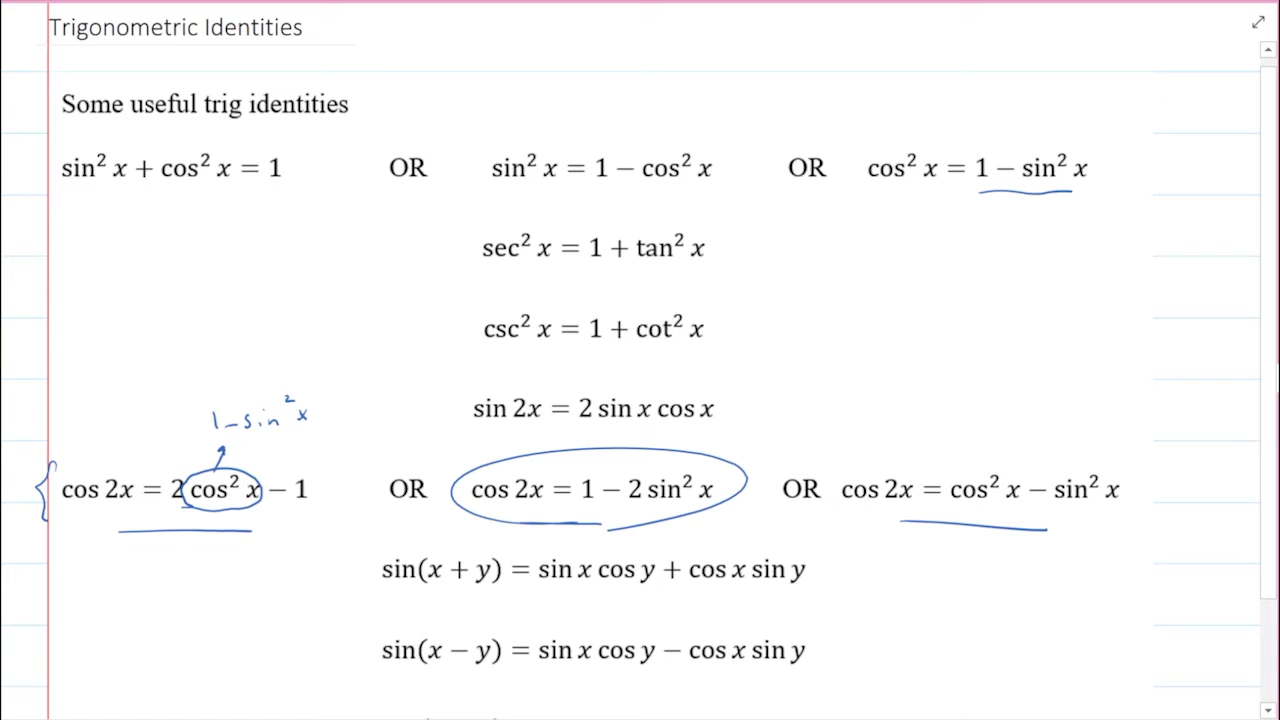 Trigonometric Identities
Some useful trig identities
sin² x + cos² x = 1 OR sin² x = 1 − cos² x OR cos² x = 1 − sin² x
sec² x = 1 + tan² x
csc² x = 1 + cot² x
sin 2x = 2 sin x cos x
1 − sin² x
cos 2x = 2 cos² x − 1 OR cos 2x = 1 − 2 sin² x OR cos 2x = cos² x − sin² x
sin(x + y) = sin x cos y + cos x sin y
sin(x − y) = sin x cos y − cos x sin y